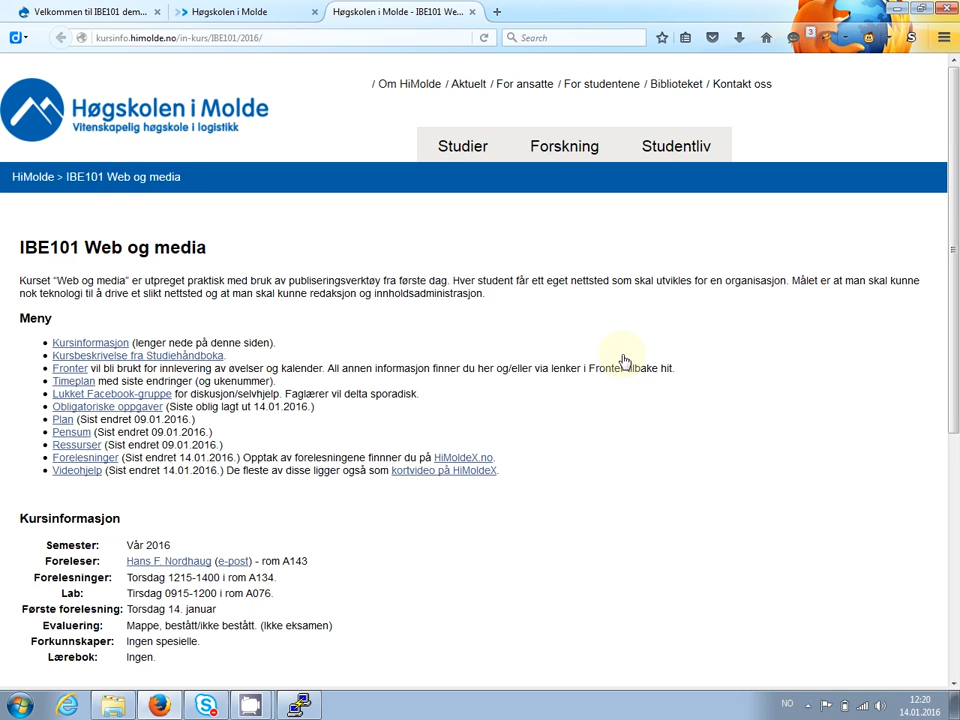 Velkommen til IBE101 dem...
Høgskolen i Molde
Høgskolen i Molde - IBE101 We...
kursinfo.himolde.no/in-kurs/IBE101/2016/
Search
3
Høgskolen i Molde
Vitenskapelig høgskole i logistikk
/ Om HiMolde / Aktuelt / For ansatte / For studentene / Biblioteket / Kontakt oss
Studier Forskning Studentliv
HiMolde > IBE101 Web og media
IBE101 Web og media
Kurset "Web og media" er utpreget praktisk med bruk av publiseringsverktøy fra første dag. Hver student får ett eget nettsted som skal utvikles for en organisasjon. Målet er at man skal kunne
nok teknologi til å drive et slikt nettsted og at man skal kunne redaksjon og innholdsadministrasjon.
Meny
Kursinformasjon (lenger nede på denne siden).
Kursbeskrivelse fra Studiehåndboka.
Fronter vil bli brukt for innlevering av øvelser og kalender. All annen informasjon finner du her og/eller via lenker i Fronter tilbake hit.
Timeplan med siste endringer (og ukenummer).
Lukket Facebook-gruppe for diskusjon/selvhjelp. Faglærer vil delta sporadisk.
Obligatoriske oppgaver (Siste oblig lagt ut 14.01.2016.)
Plan (Sist endret 09.01.2016.)
Pensum (Sist endret 09.01.2016.)
Ressurser (Sist endret 09.01.2016.)
Forelesninger (Sist endret 14.01.2016.) Opptak av forelesningene finnner du på HiMoldeX.no.
Videohjelp (Sist endret 14.01.2016.) De fleste av disse ligger også som kortvideo på HiMoldeX.
Kursinformasjon
Semester: Vår 2016
Foreleser: Hans F. Nordhaug (e-post) - rom A143
Forelesninger: Torsdag 1215-1400 i rom A134.
Lab: Tirsdag 0915-1200 i rom A076.
Første forelesning: Torsdag 14. januar
Evaluering: Mappe, bestått/ikke bestått. (Ikke eksamen)
Forkunnskaper: Ingen spesielle.
Lærebok: Ingen.
NO
12:20
14.01.2016